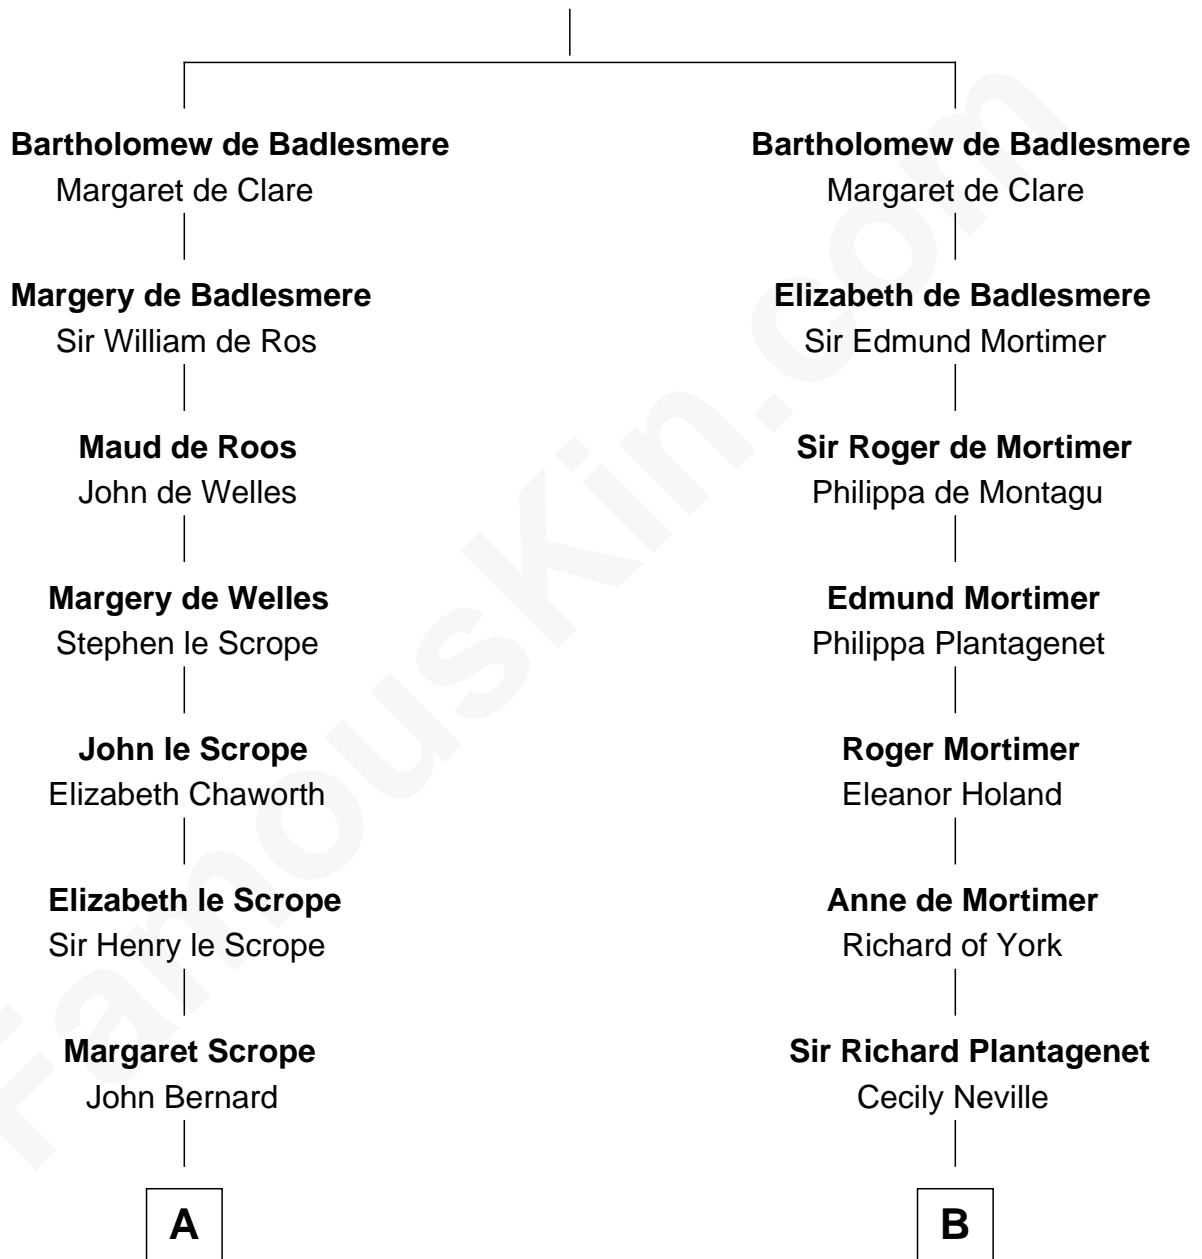 Bartholomew de Badlesmere
Margaret de Clare
Margery de Badlesmere
Sir William de Ros
Maud de Roos
John de Welles
Margery de Welles
Stephen le Scrope
John le Scrope
Elizabeth Chaworth
Elizabeth le Scrope
Sir Henry le Scrope
Margaret Scrope
John Bernard
A
Bartholomew de Badlesmere
Margaret de Clare
Elizabeth de Badlesmere
Sir Edmund Mortimer
Sir Roger de Mortimer
Philippa de Montagu
Edmund Mortimer
Philippa Plantagenet
Roger Mortimer
Eleanor Holand
Anne de Mortimer
Richard of York
Sir Richard Plantagenet
Cecily Neville
B
FamousKin.com